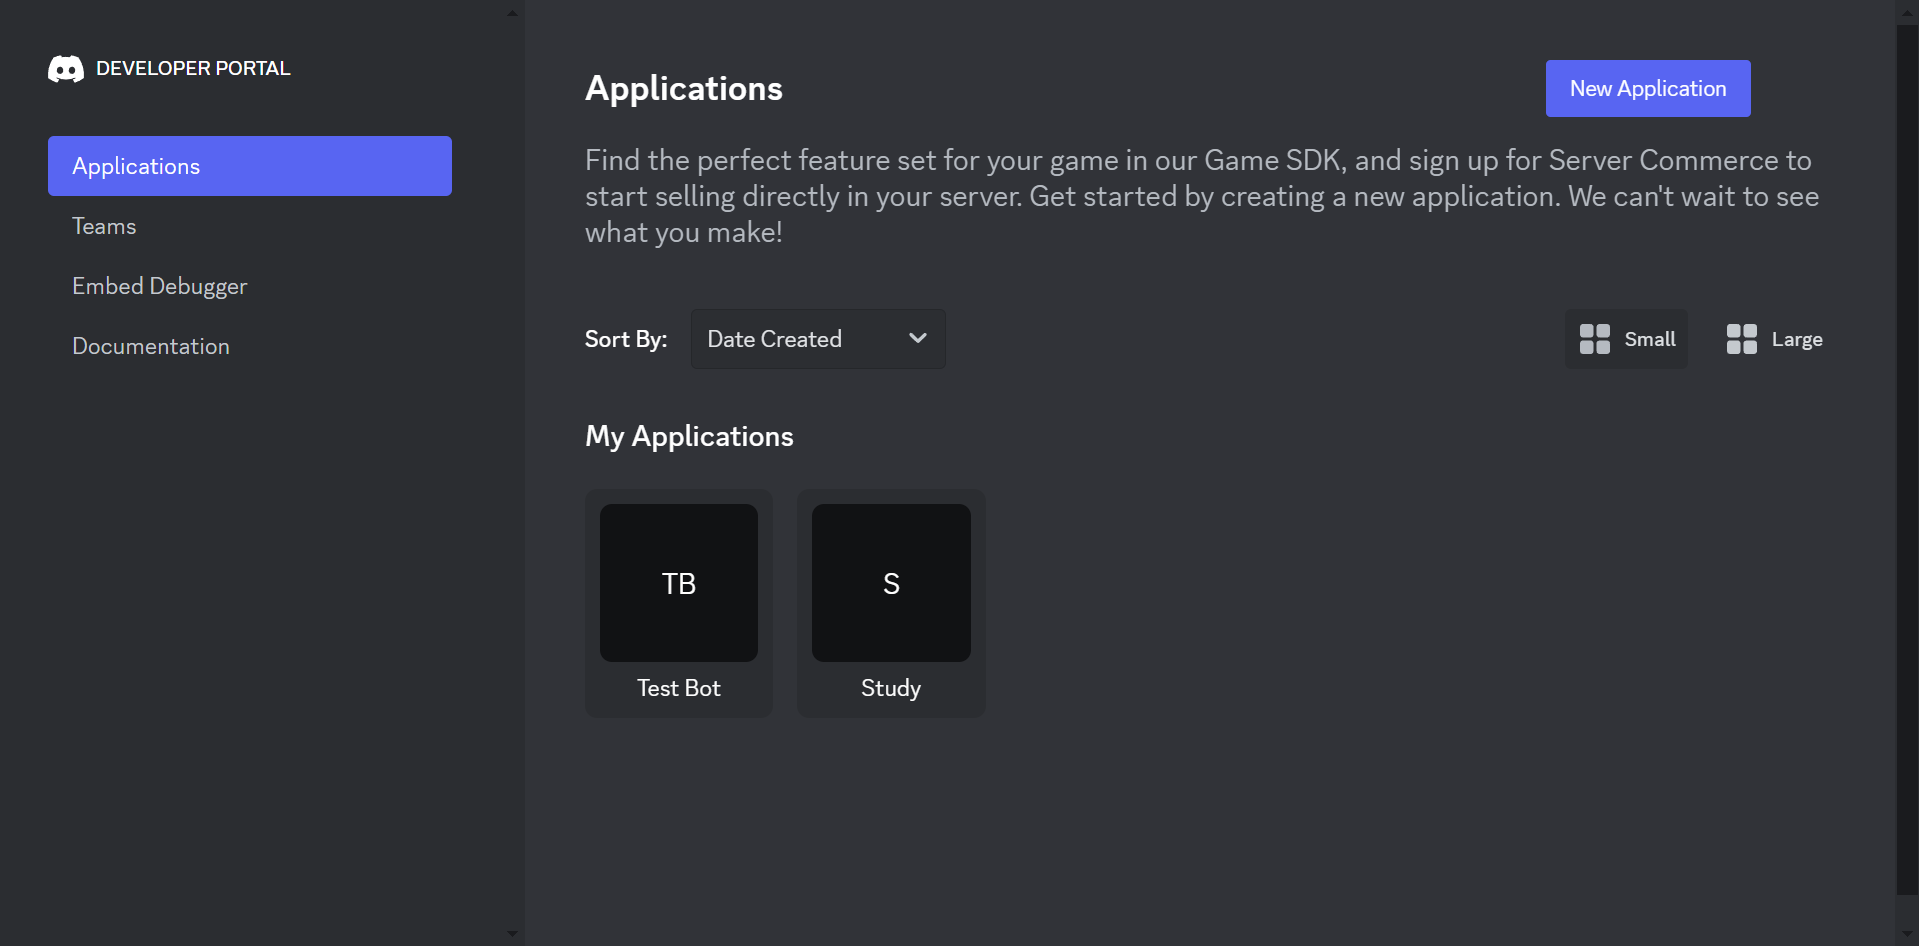 DEVELOPER PORTAL
Applications
Teams
Embed Debugger
Documentation
Applications
New Application
Find the perfect feature set for your game in our Game SDK, and sign up for Server Commerce to
start selling directly in your server. Get started by creating a new application. We can't wait to see
what you make!
Sort By:
Date Created
Small
Large
My Applications
TB
Test Bot
S
Study